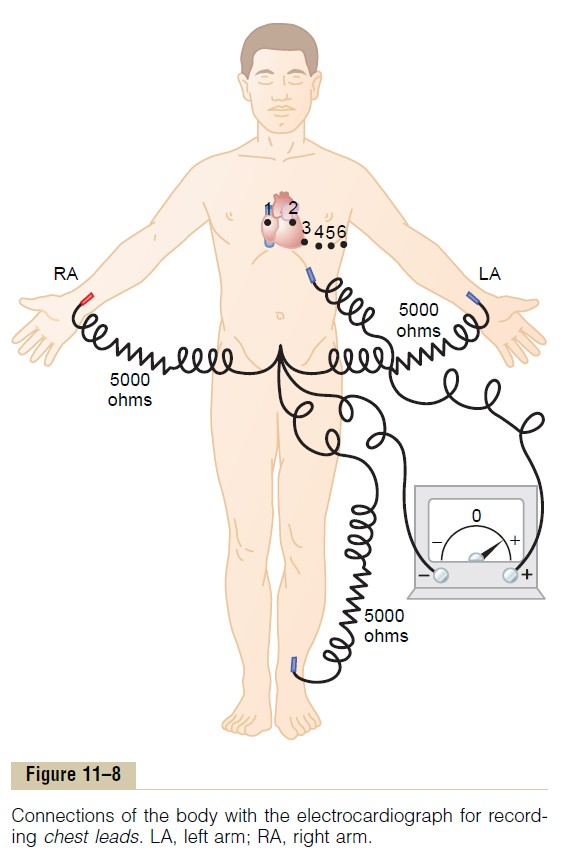 1 2
3 4 5 6
RA
LA
5000
ohms
5000
ohms
0
– +
– +
5000
ohms
Figure 11–8
Connections of the body with the electrocardiograph for record-
ing chest leads. LA, left arm; RA, right arm.